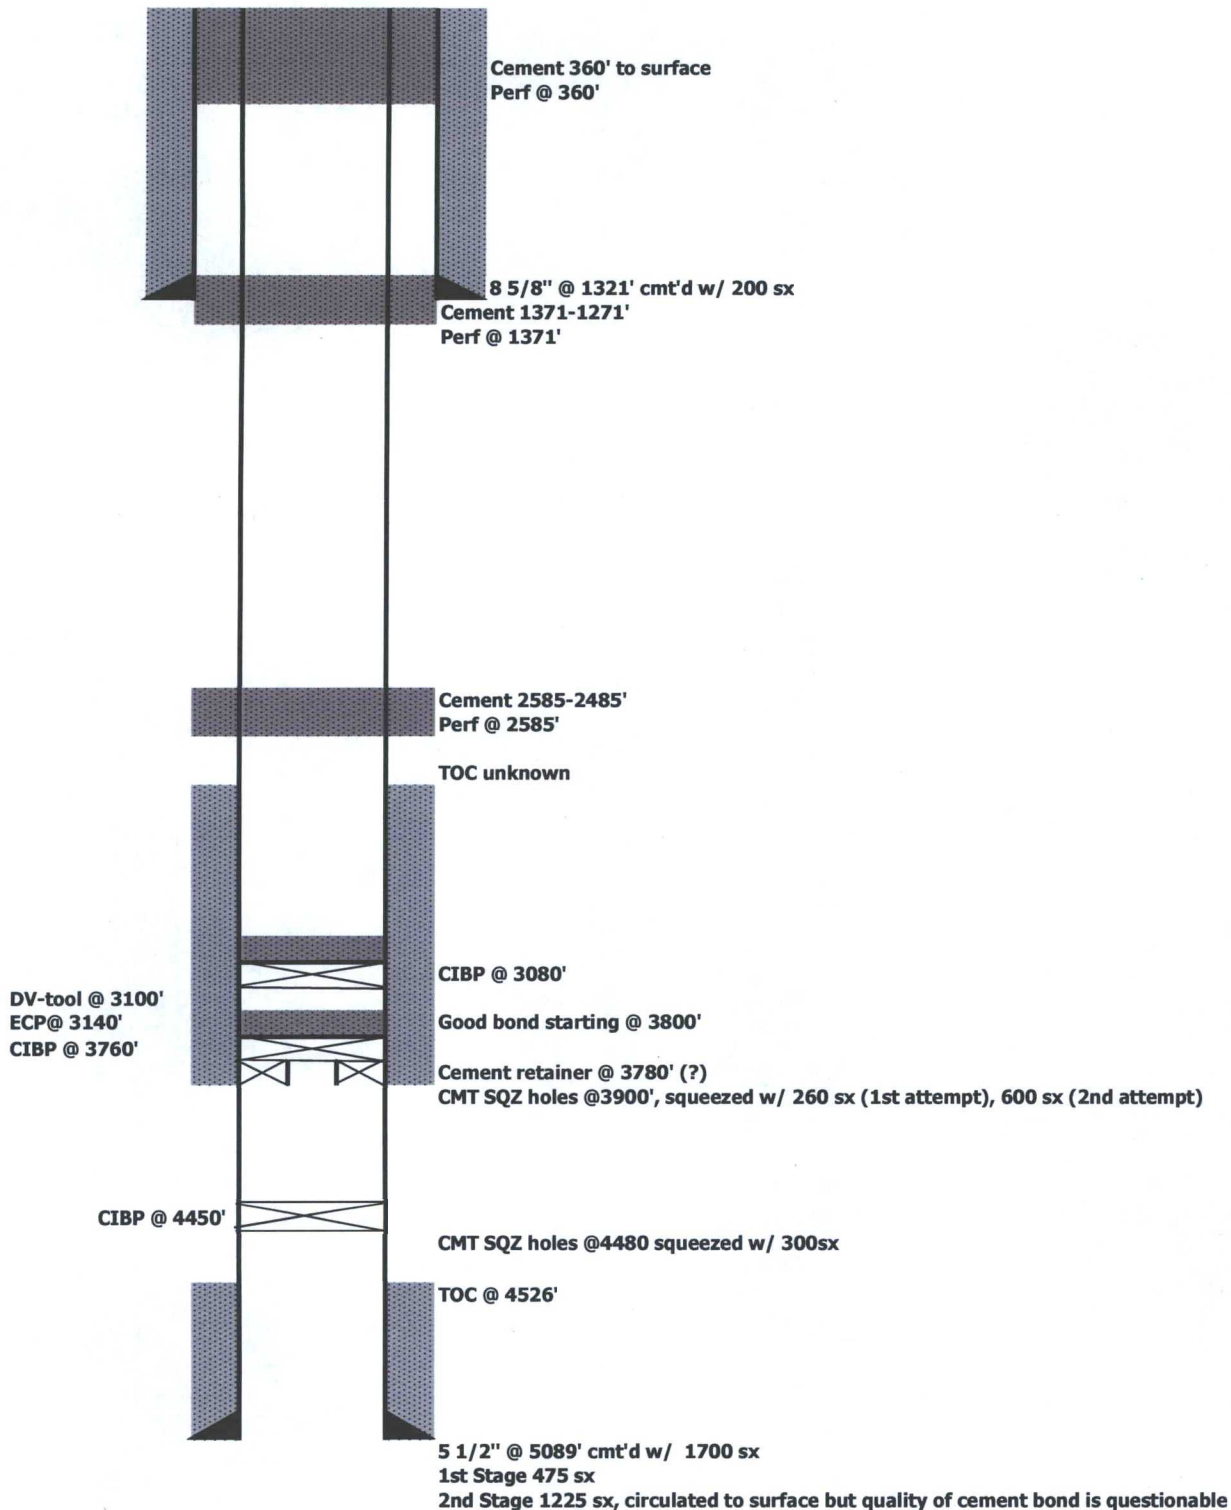 Cement 360' to surface
Perf @ 360'
8 5/8" @ 1321' cmt'd w/ 200 sx
Cement 1371-1271'
Perf @ 1371'
Cement 2585-2485'
Perf @ 2585'
TOC unknown
CIBP @ 3080'
DV-tool @ 3100'
ECP@ 3140'
Good bond starting @ 3800'
CIBP @ 3760'
Cement retainer @ 3780' (?)
CMT SQZ holes @3900', squeezed w/ 260 sx (1st attempt), 600 sx (2nd attempt)
CIBP @ 4450'
CMT SQZ holes @4480 squeezed w/ 300sx
TOC @ 4526'
5 1/2" @ 5089' cmt'd w/ 1700 sx
1st Stage 475 sx
2nd Stage 1225 sx, circulated to surface but quality of cement bond is questionable